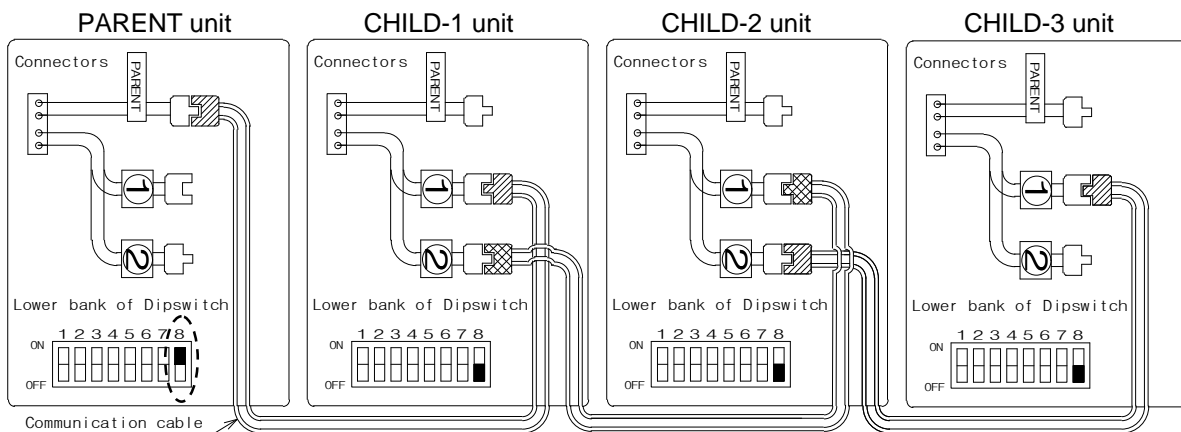 PARENT unit
CHILD-1 unit
CHILD-2 unit
CHILD-3 unit
Connectors
PARENT
1
2
Lower bank of Dipswitch
1 2 3 4 5 6 7 8
ON
OFF
Connectors
PARENT
1
2
Lower bank of Dipswitch
1 2 3 4 5 6 7 8
ON
OFF
Connectors
PARENT
1
2
Lower bank of Dipswitch
1 2 3 4 5 6 7 8
ON
OFF
Connectors
PARENT
1
2
Lower bank of Dipswitch
1 2 3 4 5 6 7 8
ON
OFF
Communication cable